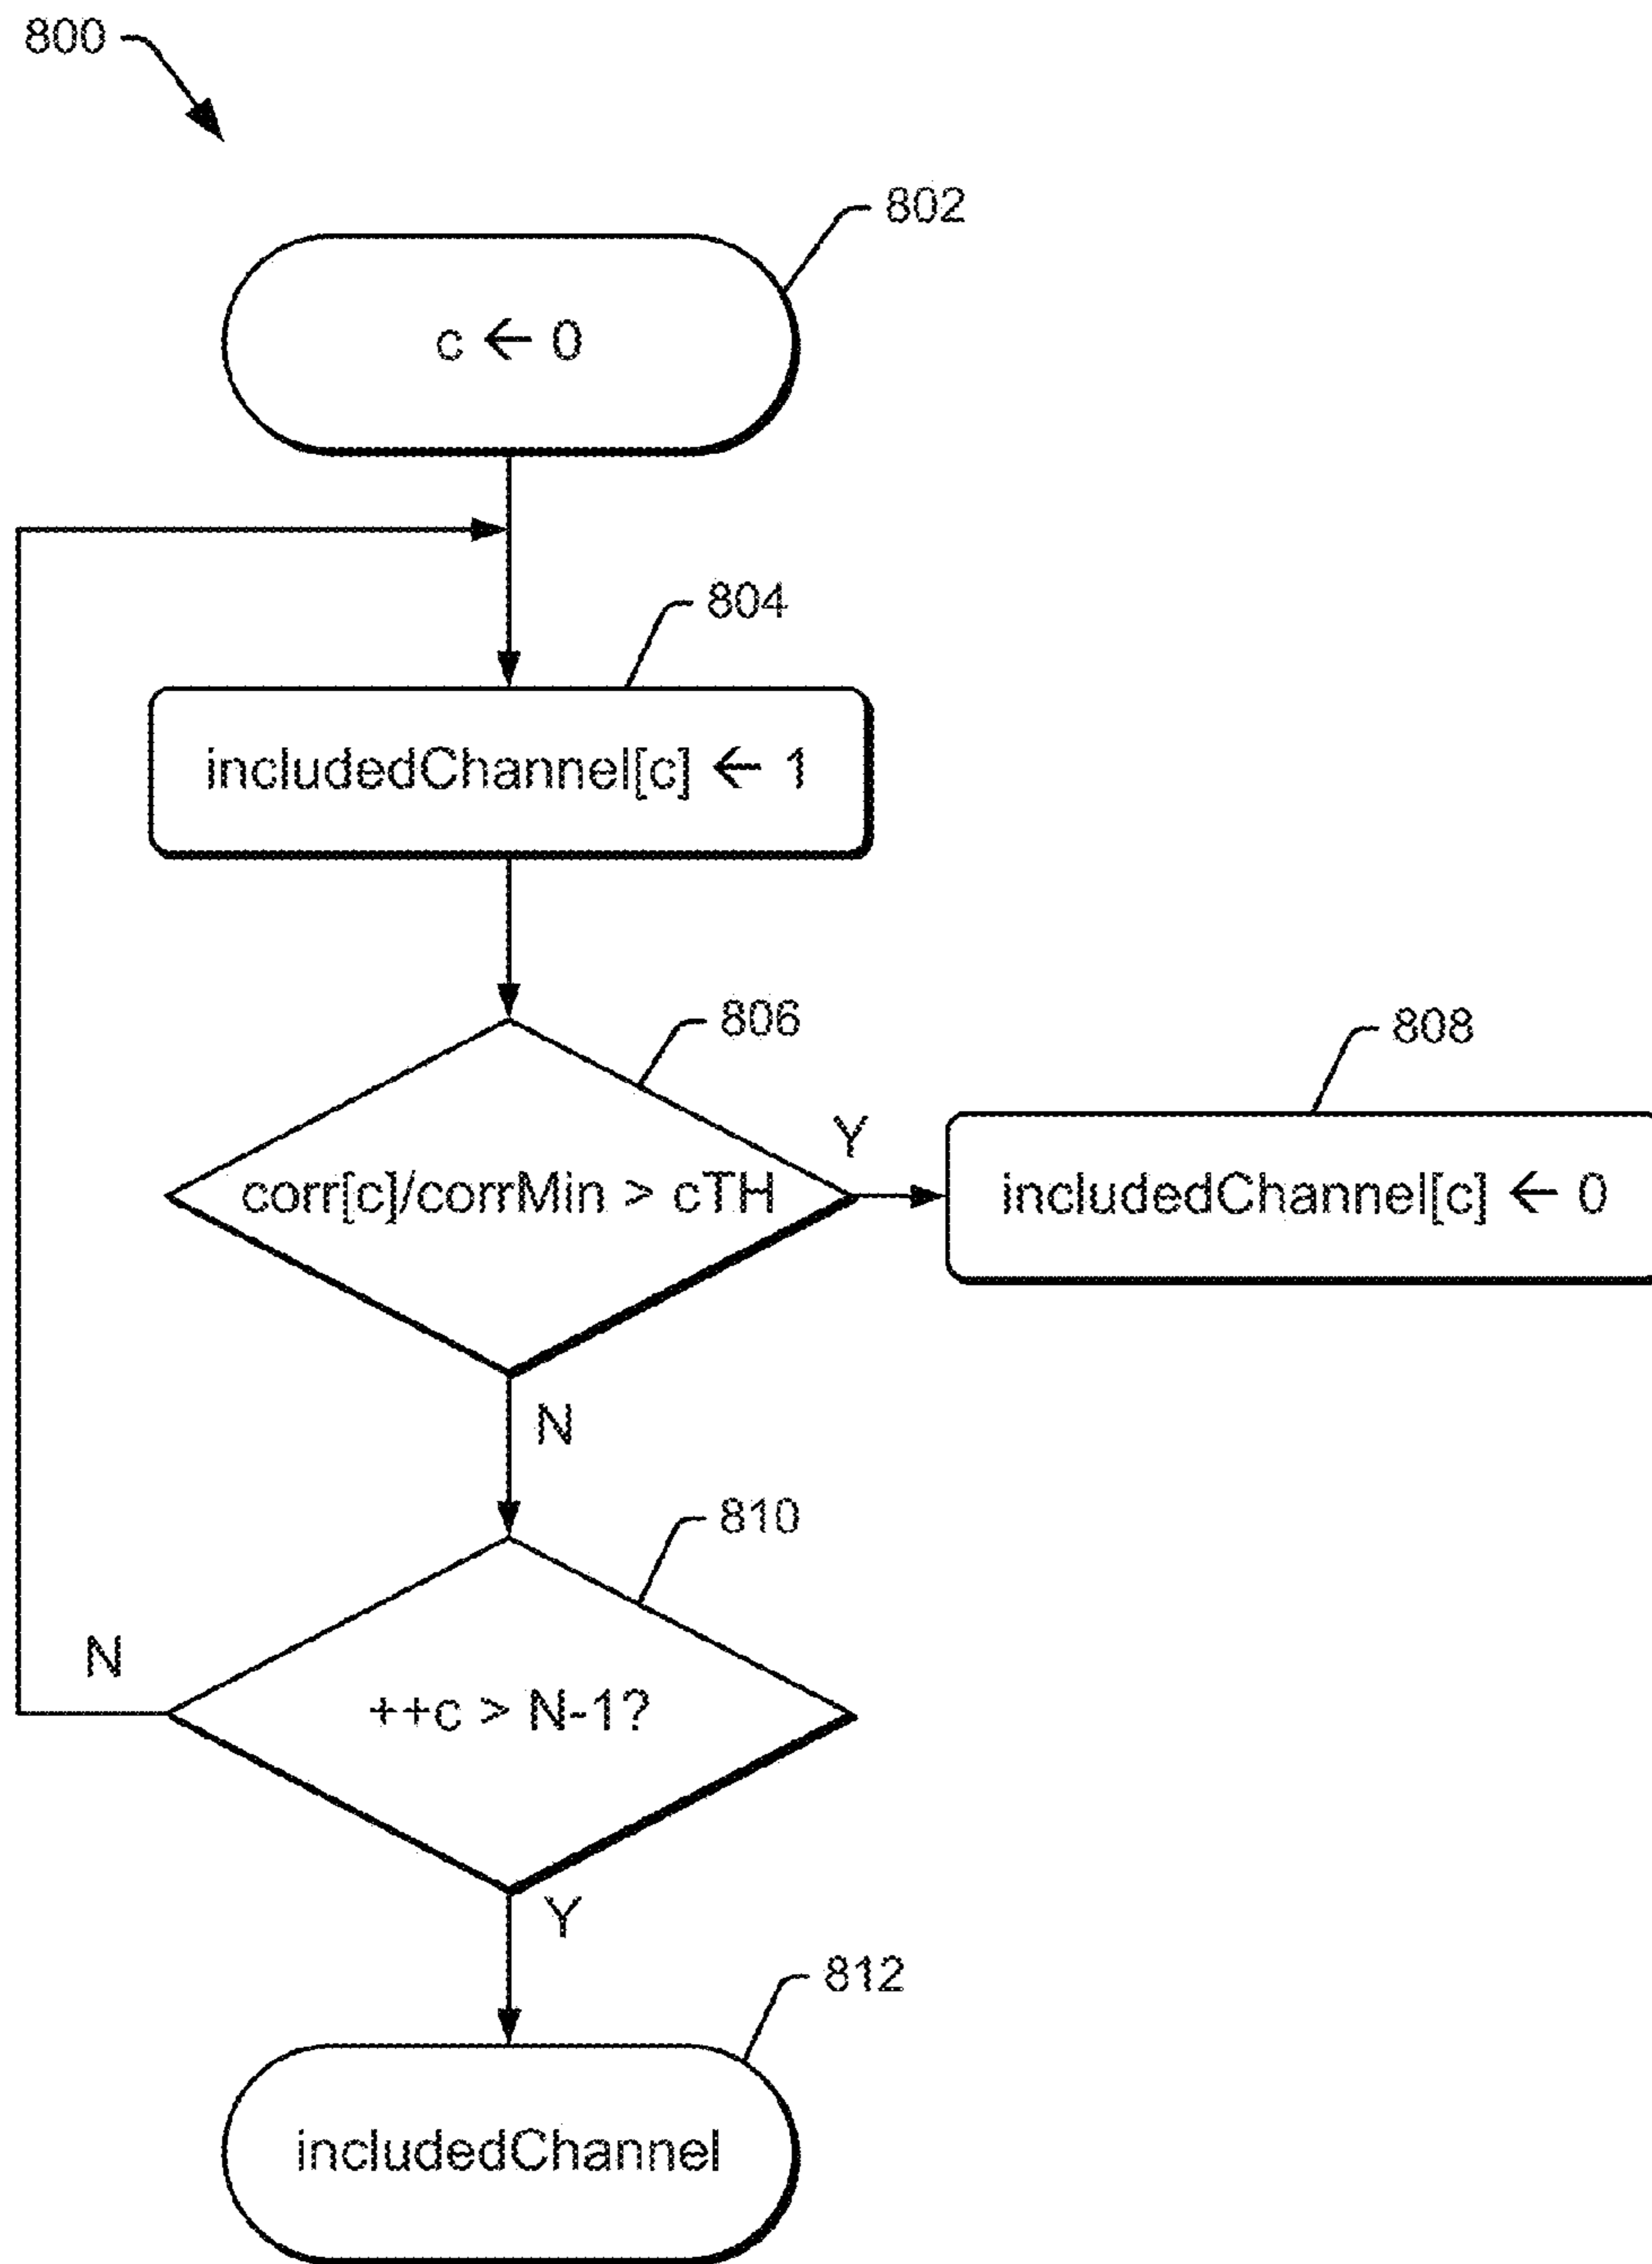 800
802
c ← 0
804
includedChannel[c] ← 1
806
808
Y
corr[c]/corrMin > cTH
includedChannel[c] ← 0
N
810
N
++c > N-1?
Y
812
includedChannel